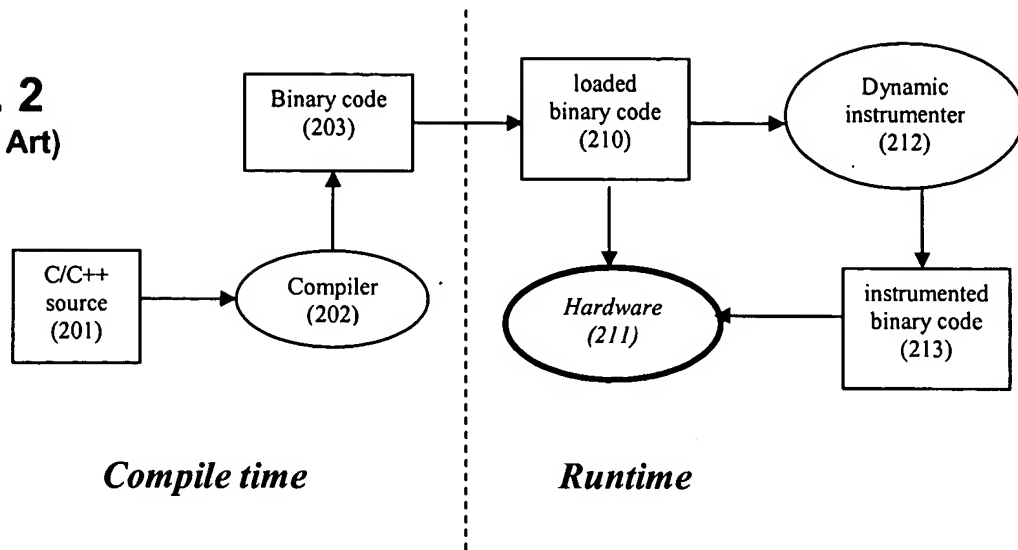 . 2
Art)
Binary code
(203)
loaded
binary code
(210)
Dynamic
instrumenter
(212)
C/C++
source
(201)
Compiler
(202)
Hardware
(211)
instrumented
binary code
(213)
Compile time
Runtime